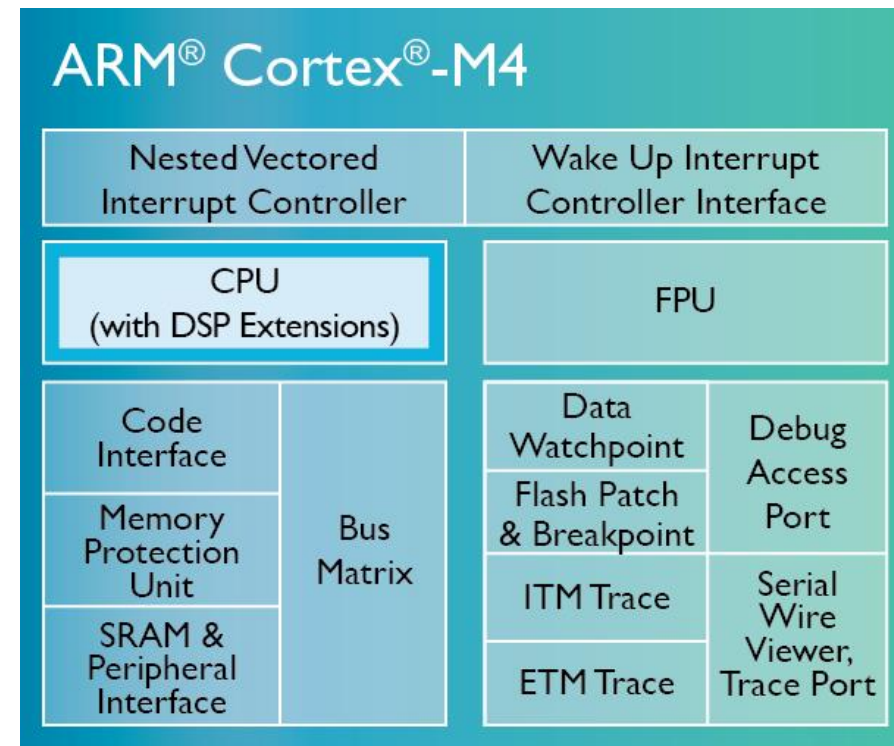 ARM® Cortex®-M4
Nested Vectored
Interrupt Controller
Wake Up Interrupt
Controller Interface
CPU
(with DSP Extensions)
FPU
Code
Interface
Memory
Protection
Unit
SRAM &
Peripheral
Interface
Bus
Matrix
Data
Watchpoint
Flash Patch
& Breakpoint
ITM Trace
ETM Trace
Debug
Access
Port
Serial
Wire
Viewer,
Trace Port